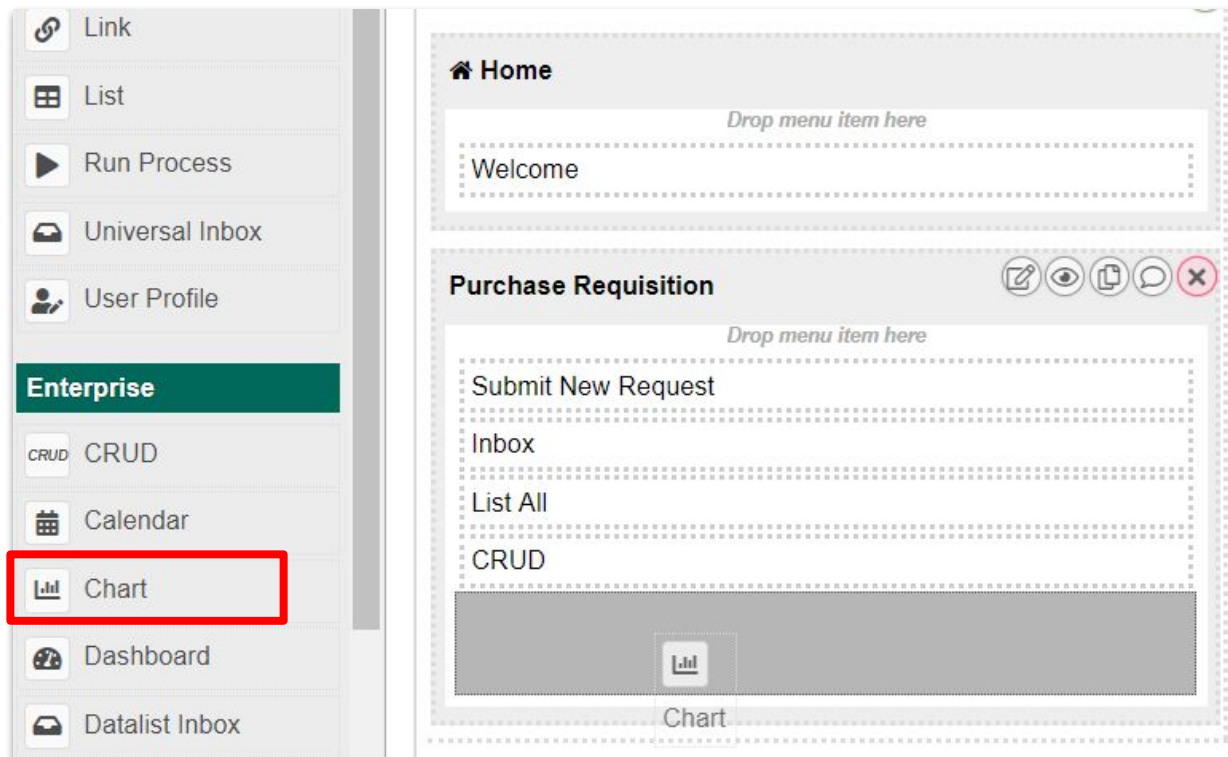 Link
List
Run Process
Universal Inbox
User Profile
Enterprise
CRUD CRUD
Calendar
Chart
Dashboard
Datalist Inbox
Home
Drop menu item here
Welcome
Purchase Requisition
Drop menu item here
Submit New Request
Inbox
List All
CRUD
Chart